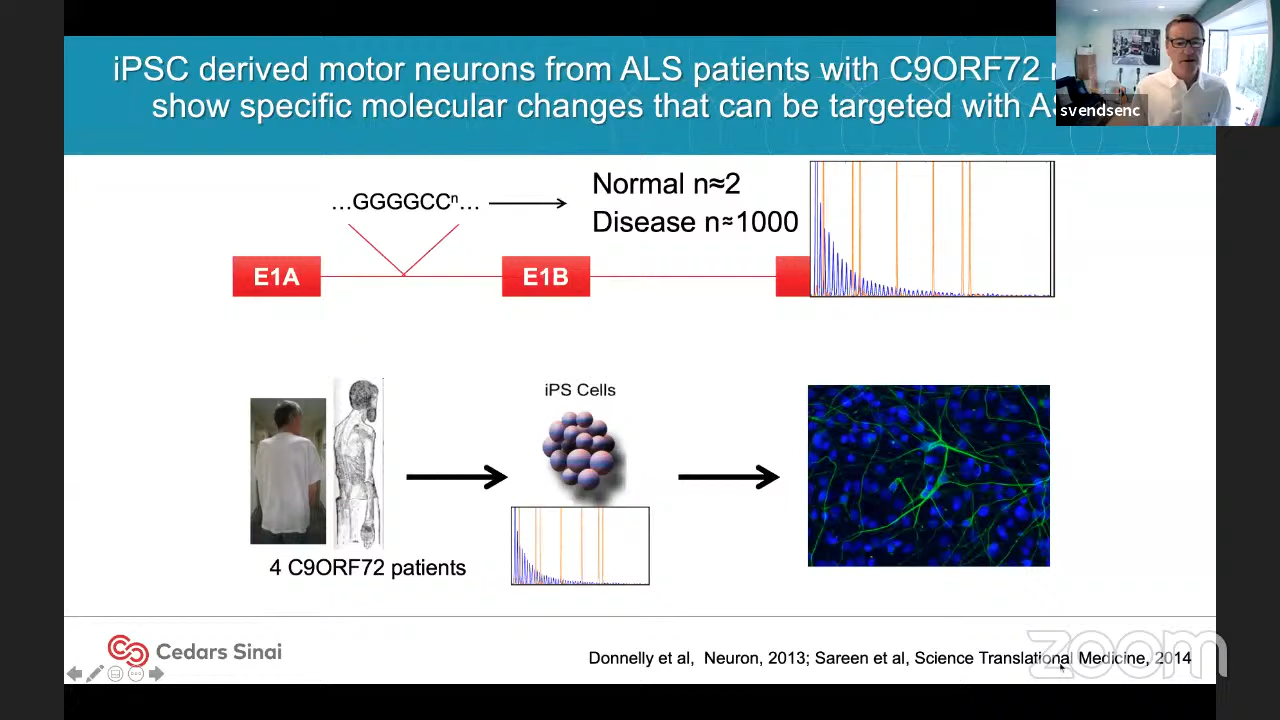 iPSC derived motor neurons from ALS patients with C9ORF72
show specific molecular changes that can be targeted with
svendsenc
...GGGGCCⁿ...
Normal n≈2
Disease n≈1000
E1A
E1B
iPS Cells
4 C9ORF72 patients
Cedars Sinai
Donnelly et al, Neuron, 2013; Sareen et al, Science Translational Medicine, 2014
zoom